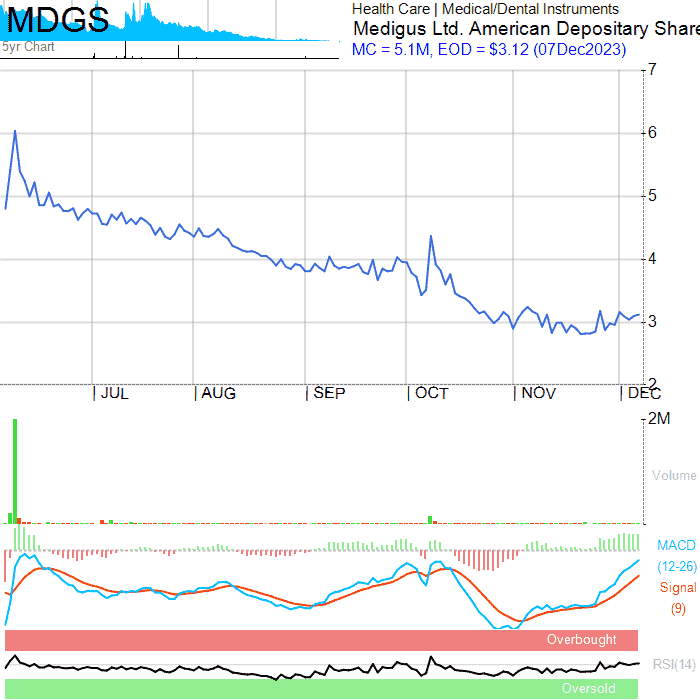 MDGS
5yr Chart
Health Care | Medical/Dental Instruments
Medigus Ltd. American Depositary Share
MC = 5.1M, EOD = $3.12 (07Dec2023)
7
6
5
4
3
2
JUL AUG SEP OCT NOV DEC
2M
Volume
MACD
(12-26)
Signal
(9)
Overbought
RSI(14)
Oversold